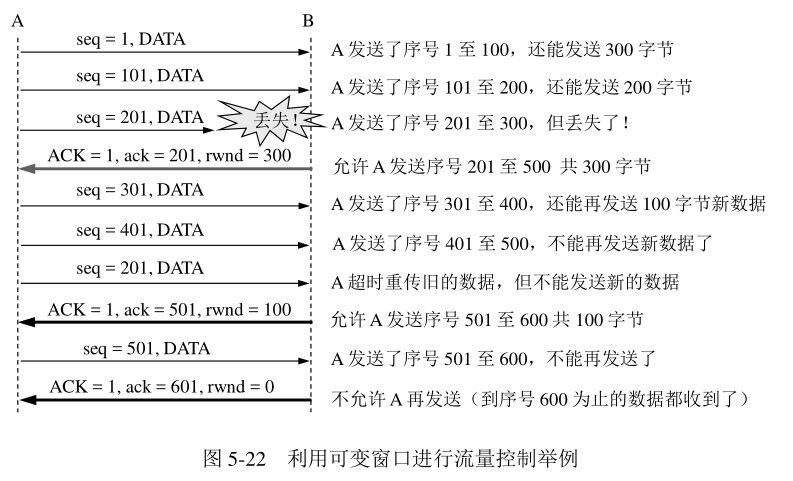 A B
seq = 1, DATA A 发送了序号 1 至 100，还能发送 300 字节
seq = 101, DATA A 发送了序号 101 至 200，还能发送 200 字节
seq = 201, DATA 丢失! A 发送了序号 201 至 300，但丢失了!
ACK = 1, ack = 201, rwnd = 300 允许 A 发送序号 201 至 500 共 300 字节
seq = 301, DATA A 发送了序号 301 至 400，还能再发送 100 字节新数据
seq = 401, DATA A 发送了序号 401 至 500，不能再发送新数据了
seq = 201, DATA A 超时重传旧的数据，但不能发送新的数据
ACK = 1, ack = 501, rwnd = 100 允许 A 发送序号 501 至 600 共 100 字节
seq = 501, DATA A 发送了序号 501 至 600，不能再发送了
ACK = 1, ack = 601, rwnd = 0 不允许 A 再发送（到序号 600 为止的数据都收到了）
图 5-22 利用可变窗口进行流量控制举例